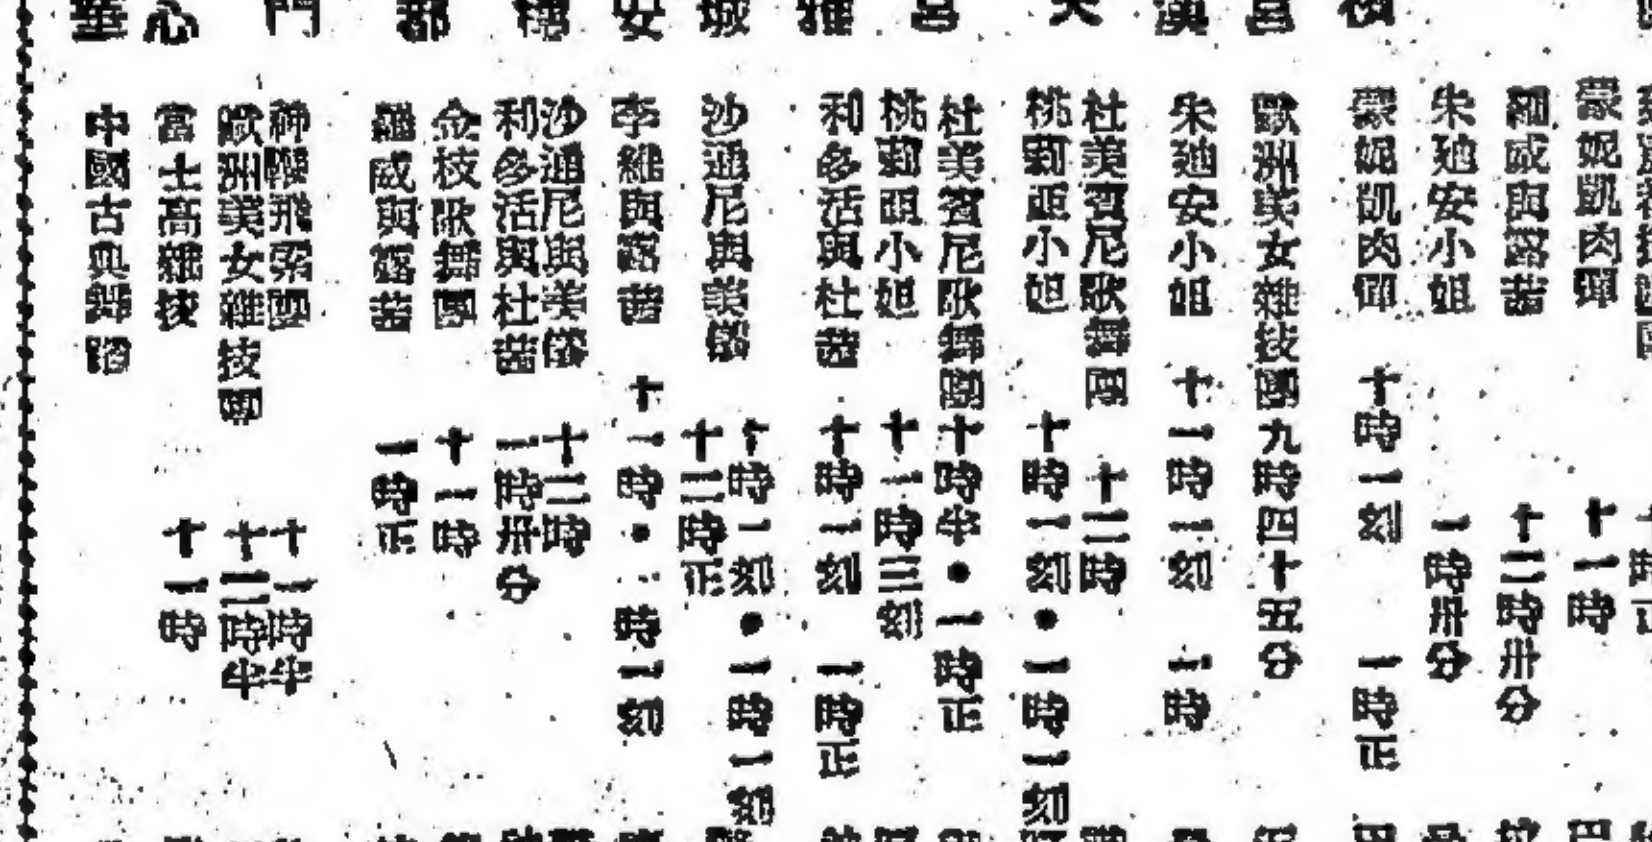 蒙妮凱肉彈 十一時
細威與露茜 十二時卅分
朱廸安小姐 一時卅分
蒙妮凱肉彈 十時一刻 一時正
歐洲美女雜技團 九時四十五分
朱廸安小姐 十一時一刻 一時
杜美賓尼歌舞團 十二時
桃莉亞小姐 十時一刻•一時一刻
杜美賓尼歌舞團 十時半•一時正
桃莉亞小姐 十一時三刻
利多活與杜茜 十時一刻 一時正
沙通尼與美儀 十時一刻•一時一刻
十二時正
李維與露茜 十一時• 時一刻
沙通尼與美儀 十二時
利多活與杜茜 一時卅分
金枝歌舞團 十一時
威與露茜 一時正
神鞭飛索 十一時半
歐洲美女雜技團 十二時半
富士高雜技 十一時
中國古典舞蹈